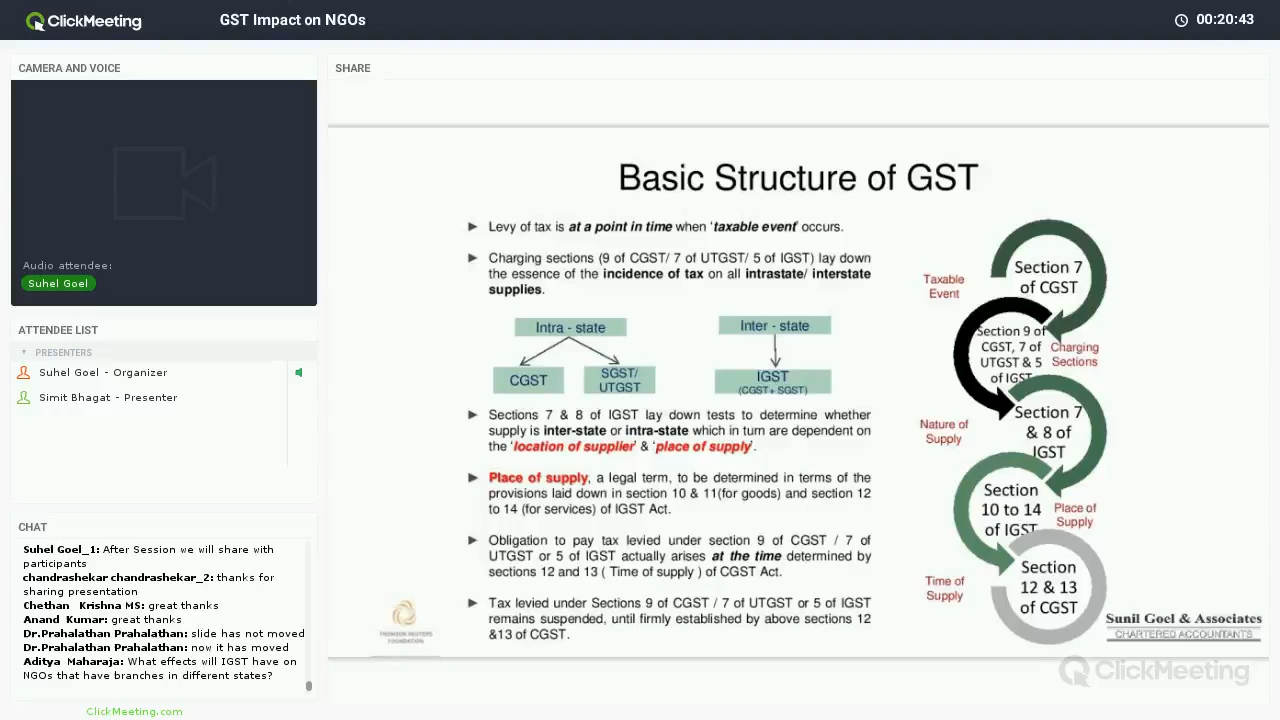 ClickMeeting
GST Impact on NGOs
00:20:43
CAMERA AND VOICE
Audio attendee:
Suhel Goel
ATTENDEE LIST
PRESENTERS
Suhel Goel - Organizer
Simit Bhagat - Presenter
CHAT
Suhel Goel_1: After Session we will share with
participants
chandrashekar chandrashekar_2: thanks for
sharing presentation
Chethan Krishna MS: great thanks
Anand Kumar: great thanks
Dr.Prahalathan Prahalathan: slide has not moved
Dr.Prahalathan Prahalathan: now it has moved
Aditya Maharaja: What effects will IGST have on
NGOs that have branches in different states?
ClickMeeting.com
SHARE
Basic Structure of GST
Levy of tax is at a point in time when 'taxable event' occurs.
Charging sections (9 of CGST/ 7 of UTGST/ 5 of IGST) lay down
the essence of the incidence of tax on all intrastate/ interstate
supplies.
Intra - state
Inter - state
CGST
SGST/
UTGST
IGST
(CGST+ SGST)
Sections 7 & 8 of IGST lay down tests to determine whether
supply is inter-state or intra-state which in turn are dependent on
the 'location of supplier' & 'place of supply'.
Place of supply, a legal term, to be determined in terms of the
provisions laid down in section 10 & 11(for goods) and section 12
to 14 (for services) of IGST Act.
Obligation to pay tax levied under section 9 of CGST / 7 of
UTGST or 5 of IGST actually arises at the time determined by
sections 12 and 13 ( Time of supply ) of CGST Act.
Tax levied under Sections 9 of CGST / 7 of UTGST or 5 of IGST
remains suspended, until firmly established by above sections 12
&13 of CGST.
Taxable
Event
Section 7
of CGST
Section 9 of
CGST, 7 of
UTGST & 5
of IGST
Charging
Sections
Nature of
Supply
Section 7
& 8 of
IGST
Section
10 to 14
of IGST
Place of
Supply
Time of
Supply
Section
12 & 13
of CGST
THOMSON REUTERS
FOUNDATION
Sunil Goel & Associates
CHARTERED ACCOUNTANTS
ClickMeeting